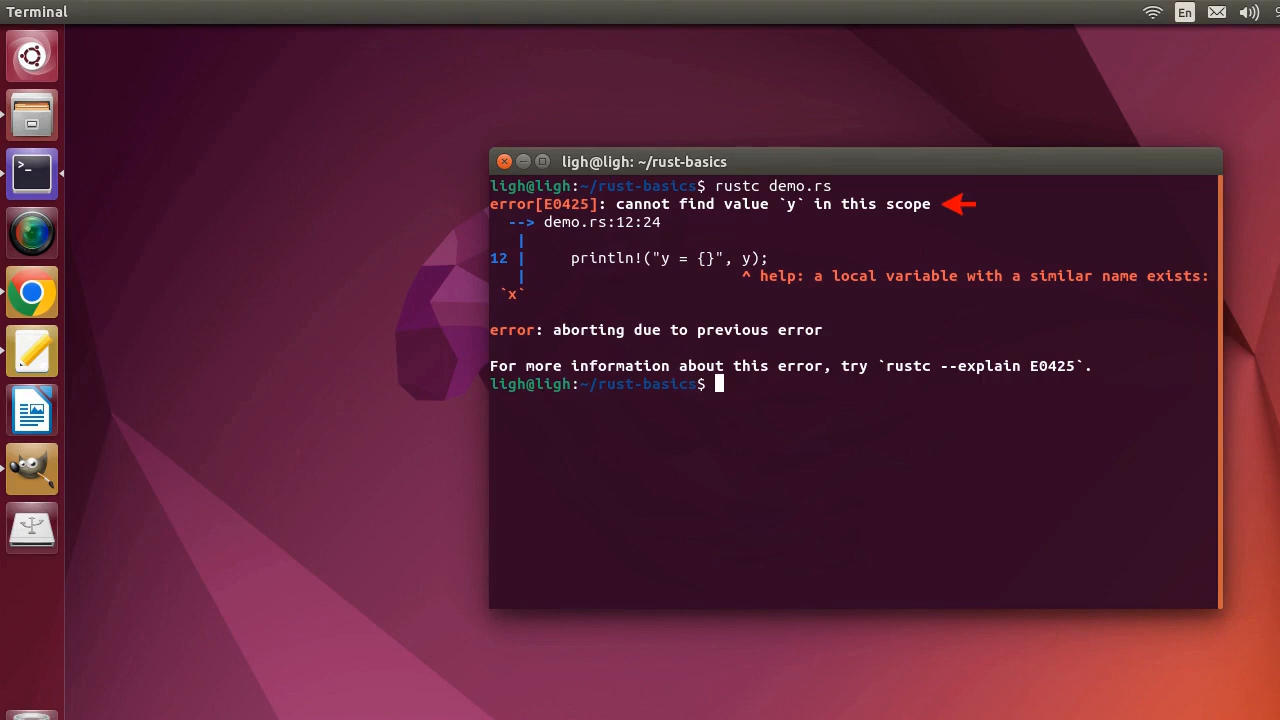 Terminal
En
ligh@ligh: ~/rust-basics
ligh@ligh:~/rust-basics$ rustc demo.rs
error[E0425]: cannot find value `y` in this scope
--> demo.rs:12:24
|
12 |     println!("y = {}", y);
|                        ^ help: a local variable with a similar name exists:
`x`
error: aborting due to previous error
For more information about this error, try `rustc --explain E0425`.
ligh@ligh:~/rust-basics$